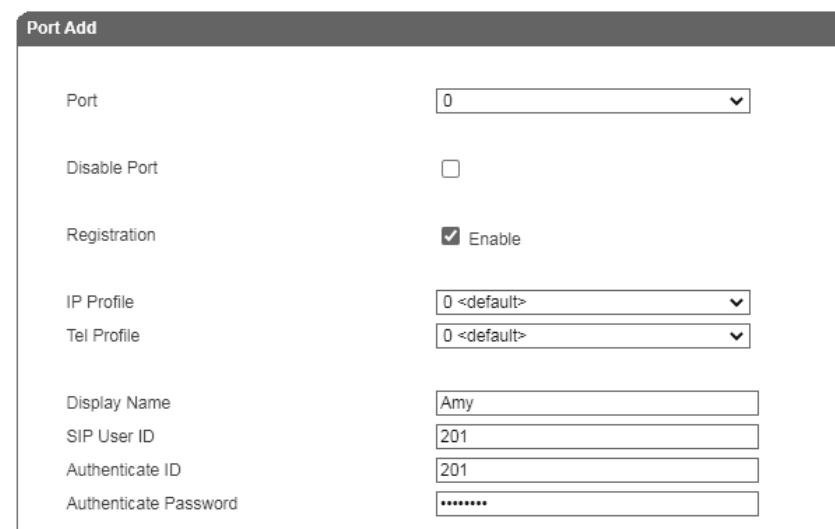 Port Add
Port 0
Disable Port
Registration Enable
IP Profile 0 <default>
Tel Profile 0 <default>
Display Name Amy
SIP User ID 201
Authenticate ID 201
Authenticate Password ••••••••